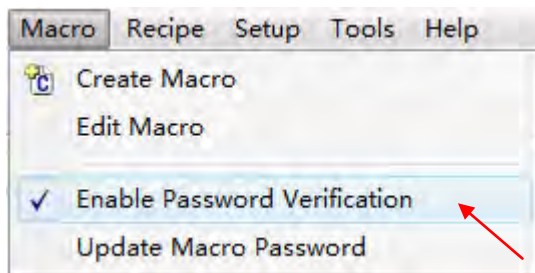 Macro Recipe Setup Tools Help
Create Macro
Edit Macro
Enable Password Verification
Update Macro Password